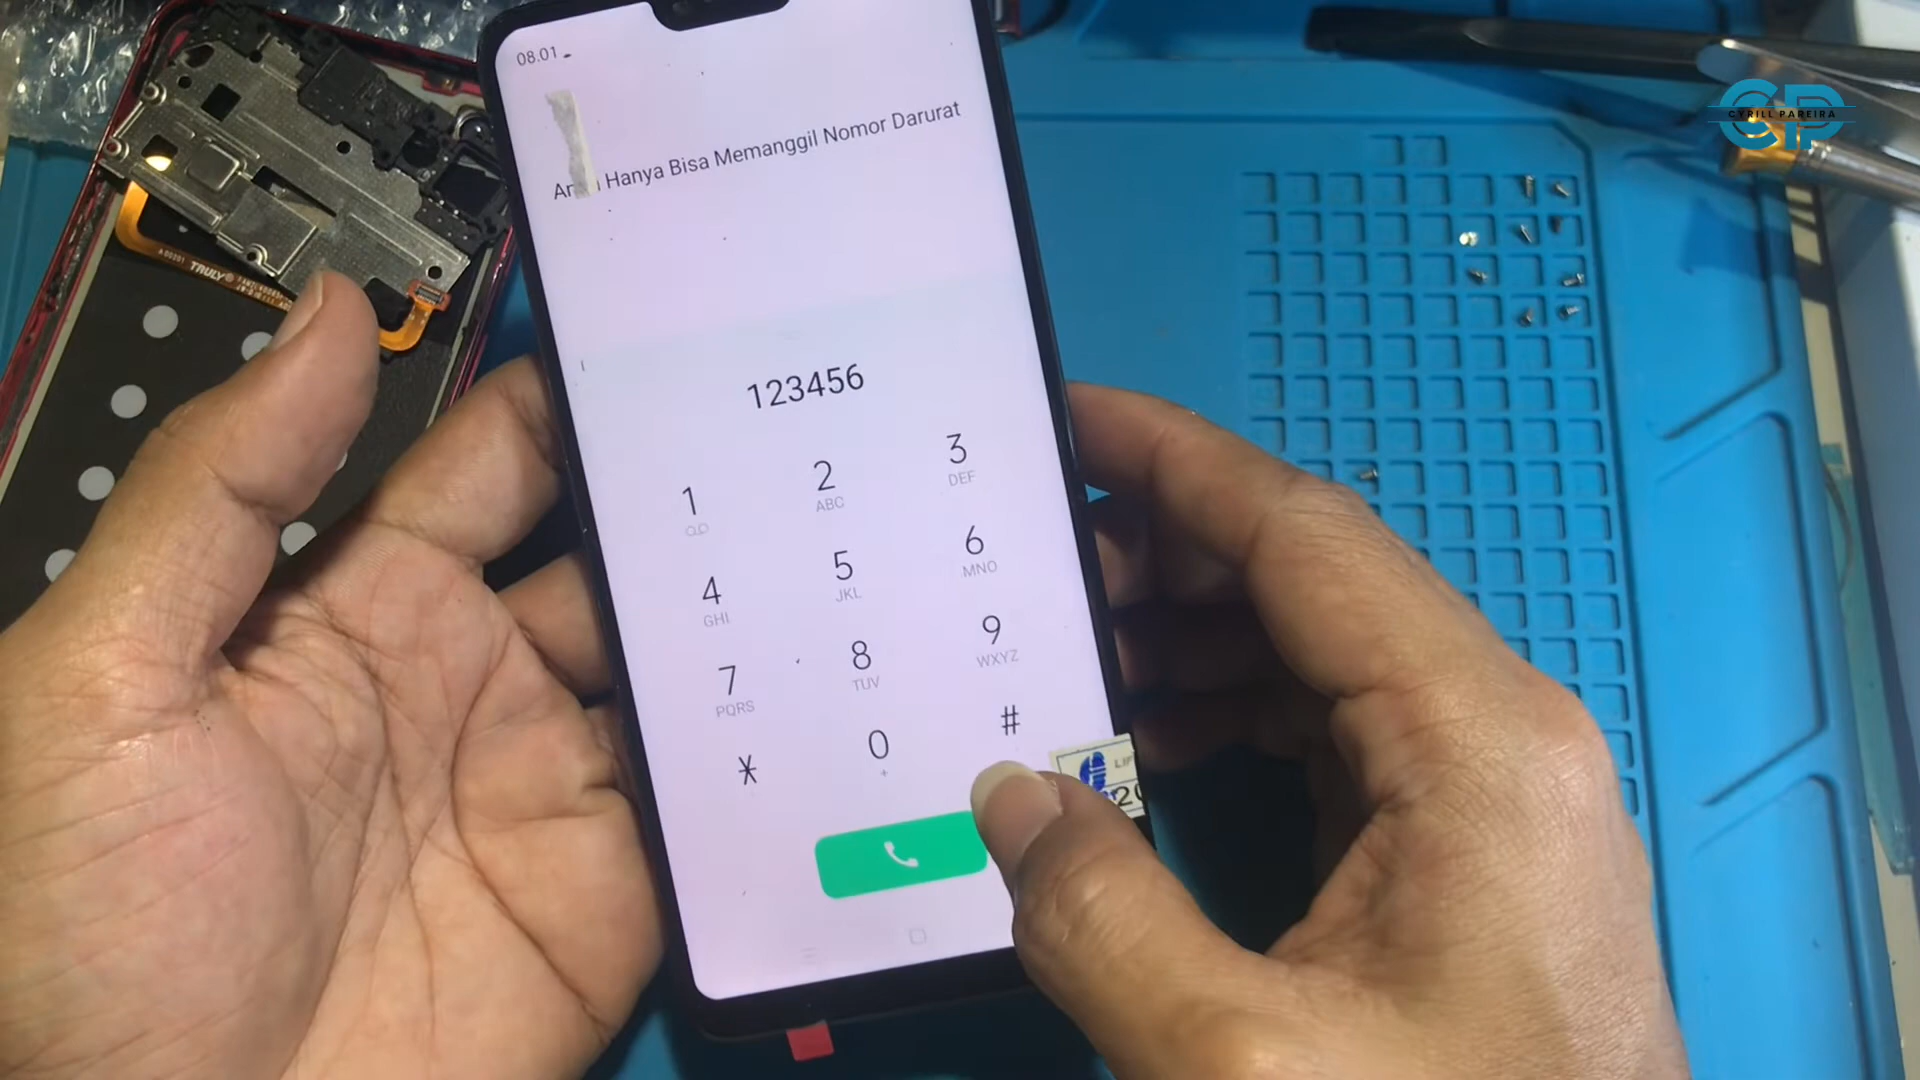 08.01
Hanya Bisa Memanggil Nomor Darurat
123456
1
2
ABC
3
DEF
4
GHI
5
JKL
6
MNO
7
PQRS
8
TUV
9
WXYZ
*
0
+
#
TRULY
CP
CYRILL PAREIRA